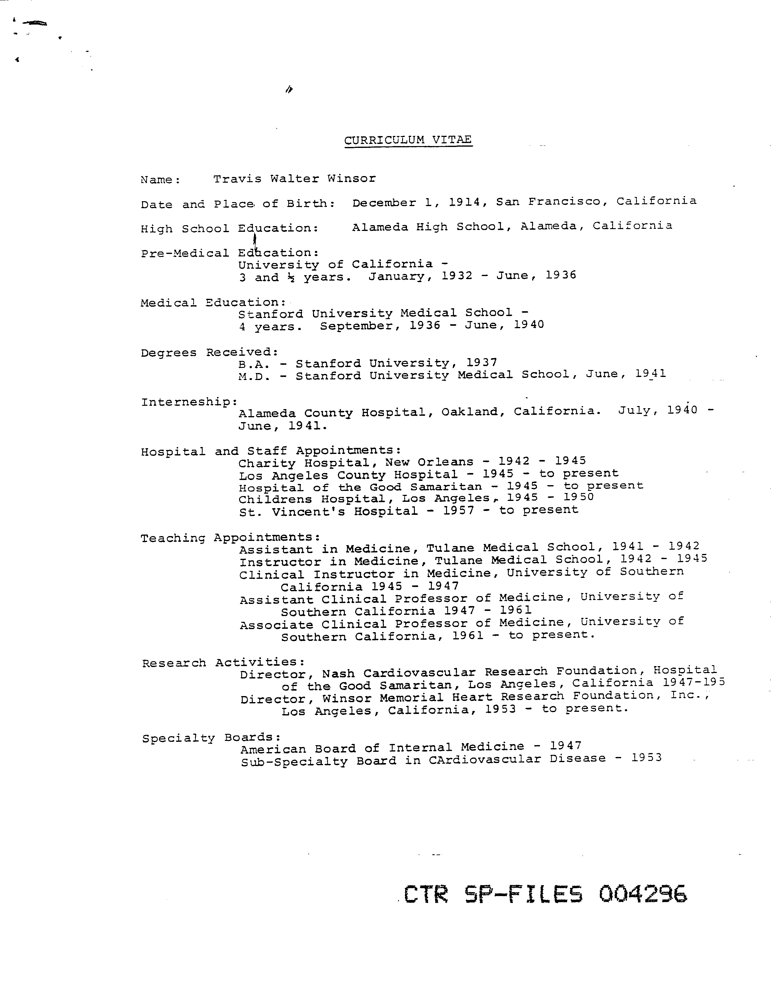 CURRICULUM VITAE
Name: Travis Walter Winsor
Date and Place of Birth: December 1, 1914, San Francisco, California
High School Education: Alameda High School, Alameda, California
Pre-Medical Education:
University of California -
3 and ½ years. January, 1932 - June, 1936
Medical Education:
Stanford University Medical School -
4 years. September, 1936 - June, 1940
Degrees Received:
B.A. - Stanford University, 1937
M.D. - Stanford University Medical School, June, 1941
Interneship:
Alameda County Hospital, Oakland, California. July, 1940 -
June, 1941.
Hospital and Staff Appointments:
Charity Hospital, New Orleans - 1942 - 1945
Los Angeles County Hospital - 1945 - to present
Hospital of the Good Samaritan - 1945 - to present
Childrens Hospital, Los Angeles, 1945 - 1950
St. Vincent's Hospital - 1957 - to present
Teaching Appointments:
Assistant in Medicine, Tulane Medical School, 1941 - 1942
Instructor in Medicine, Tulane Medical School, 1942 - 1945
Clinical Instructor in Medicine, University of Southern
California 1945 - 1947
Assistant Clinical Professor of Medicine, University of
Southern California 1947 - 1961
Associate Clinical Professor of Medicine, University of
Southern California, 1961 - to present.
Research Activities:
Director, Nash Cardiovascular Research Foundation, Hospital
of the Good Samaritan, Los Angeles, California 1947-195
Director, Winsor Memorial Heart Research Foundation, Inc.,
Los Angeles, California, 1953 - to present.
Specialty Boards:
American Board of Internal Medicine - 1947
Sub-Specialty Board in CArdiovascular Disease - 1953
CTR SP-FILES 004296